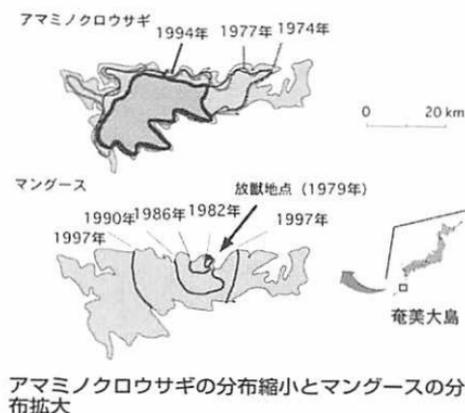 アマミノクロウサギ
1994年
1977年
1974年
0
20 km
マングース
放獣地点（1979年）
1982年
1986年
1990年
1997年
1997年
奄美大島
アマミノクロウサギの分布縮小とマングースの分
布拡大